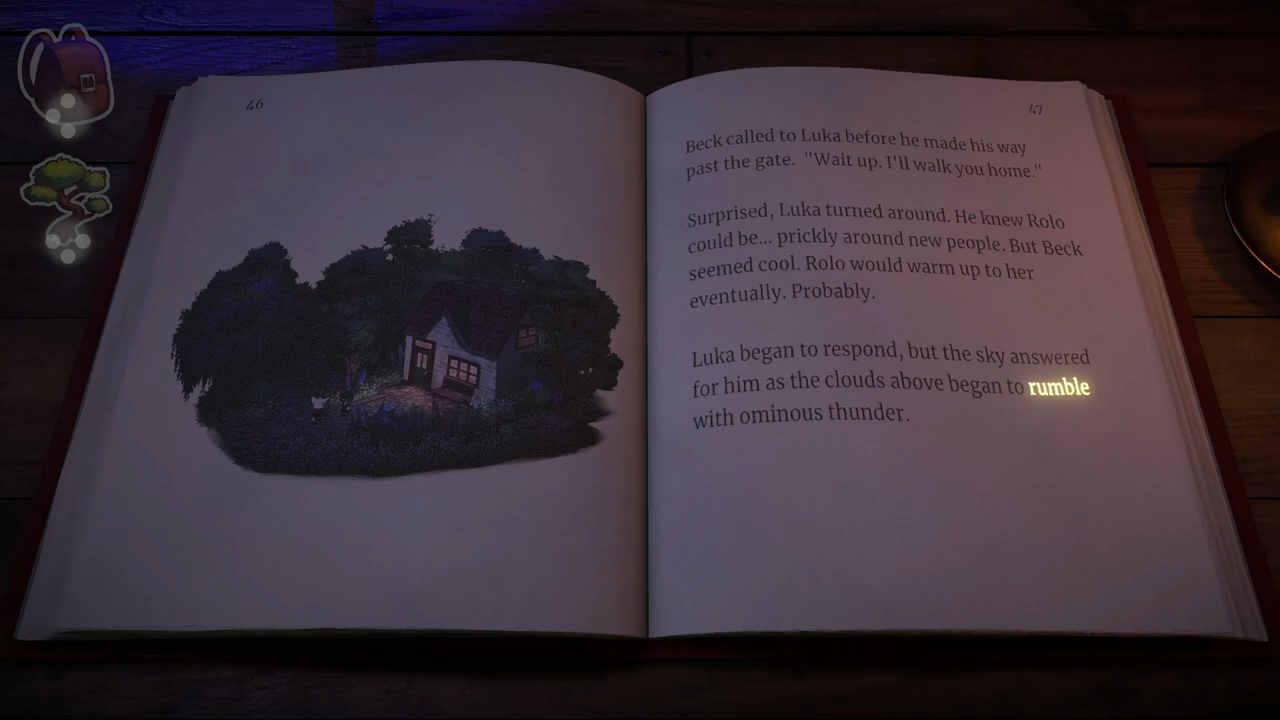 46
47
Beck called to Luka before he made his way
past the gate.  "Wait up. I'll walk you home."
Surprised, Luka turned around. He knew Rolo
could be... prickly around new people. But Beck
seemed cool. Rolo would warm up to her
eventually. Probably.
Luka began to respond, but the sky answered
for him as the clouds above began to rumble
with ominous thunder.